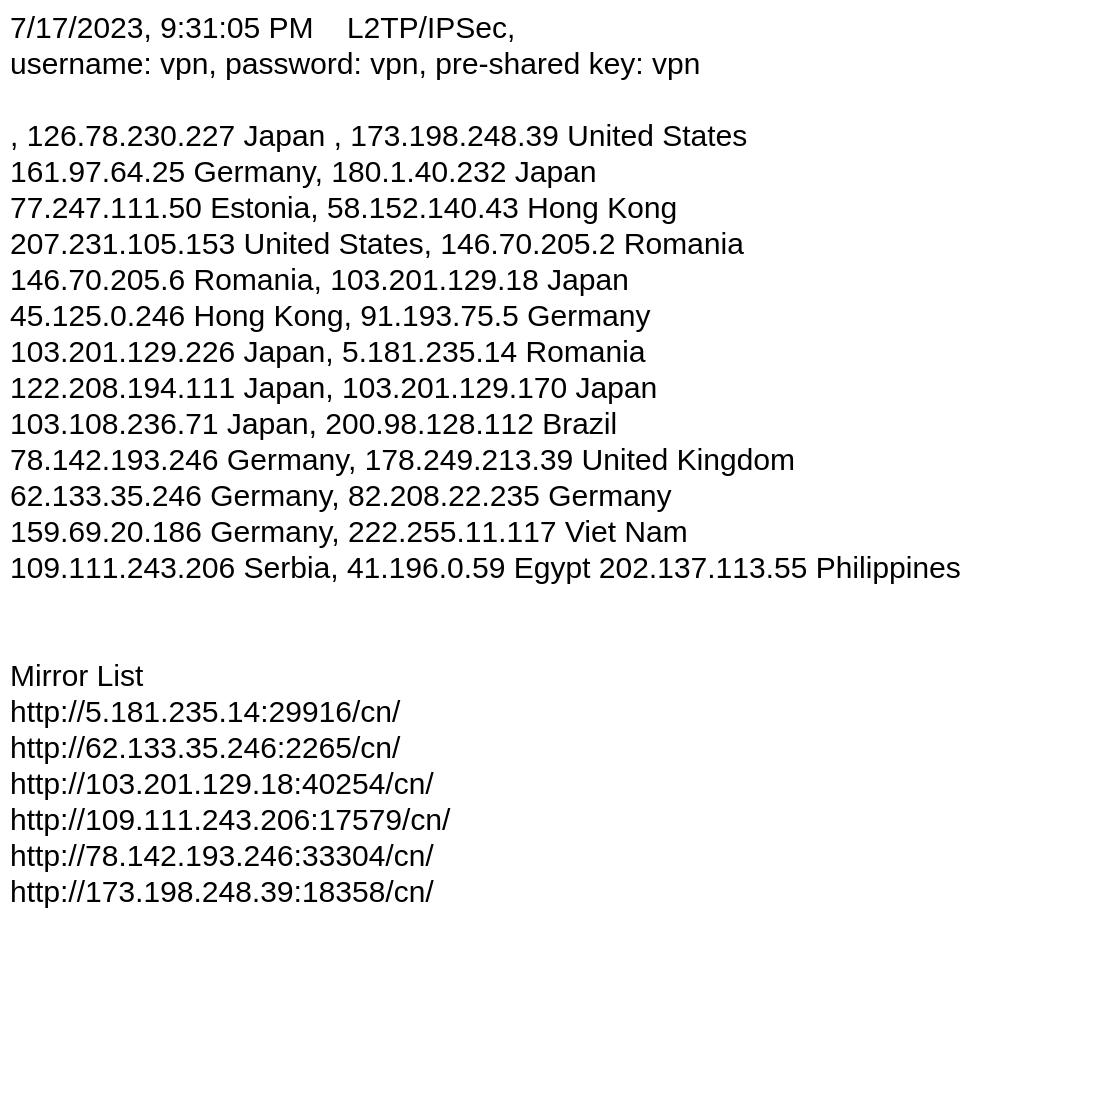 7/17/2023, 9:31:05 PM    L2TP/IPSec,
username: vpn, password: vpn, pre-shared key: vpn
, 126.78.230.227 Japan , 173.198.248.39 United States
161.97.64.25 Germany, 180.1.40.232 Japan
77.247.111.50 Estonia, 58.152.140.43 Hong Kong
207.231.105.153 United States, 146.70.205.2 Romania
146.70.205.6 Romania, 103.201.129.18 Japan
45.125.0.246 Hong Kong, 91.193.75.5 Germany
103.201.129.226 Japan, 5.181.235.14 Romania
122.208.194.111 Japan, 103.201.129.170 Japan
103.108.236.71 Japan, 200.98.128.112 Brazil
78.142.193.246 Germany, 178.249.213.39 United Kingdom
62.133.35.246 Germany, 82.208.22.235 Germany
159.69.20.186 Germany, 222.255.11.117 Viet Nam
109.111.243.206 Serbia, 41.196.0.59 Egypt 202.137.113.55 Philippines
Mirror List
http://5.181.235.14:29916/cn/
http://62.133.35.246:2265/cn/
http://103.201.129.18:40254/cn/
http://109.111.243.206:17579/cn/
http://78.142.193.246:33304/cn/
http://173.198.248.39:18358/cn/